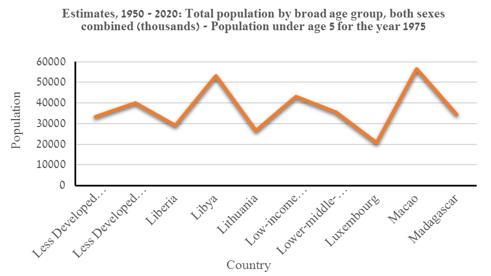 Estimates, 1950 - 2020: Total population by broad age group, both sexes
combined (thousands) - Population under age 5 for the year 1975
60000
50000
40000
30000
20000
10000
0
Population
Less Developed…
Less Developed…
Liberia
Libya
Lithuania
Low-income…
Lower-middle-…
Luxembourg
Macao
Madagascar
Country